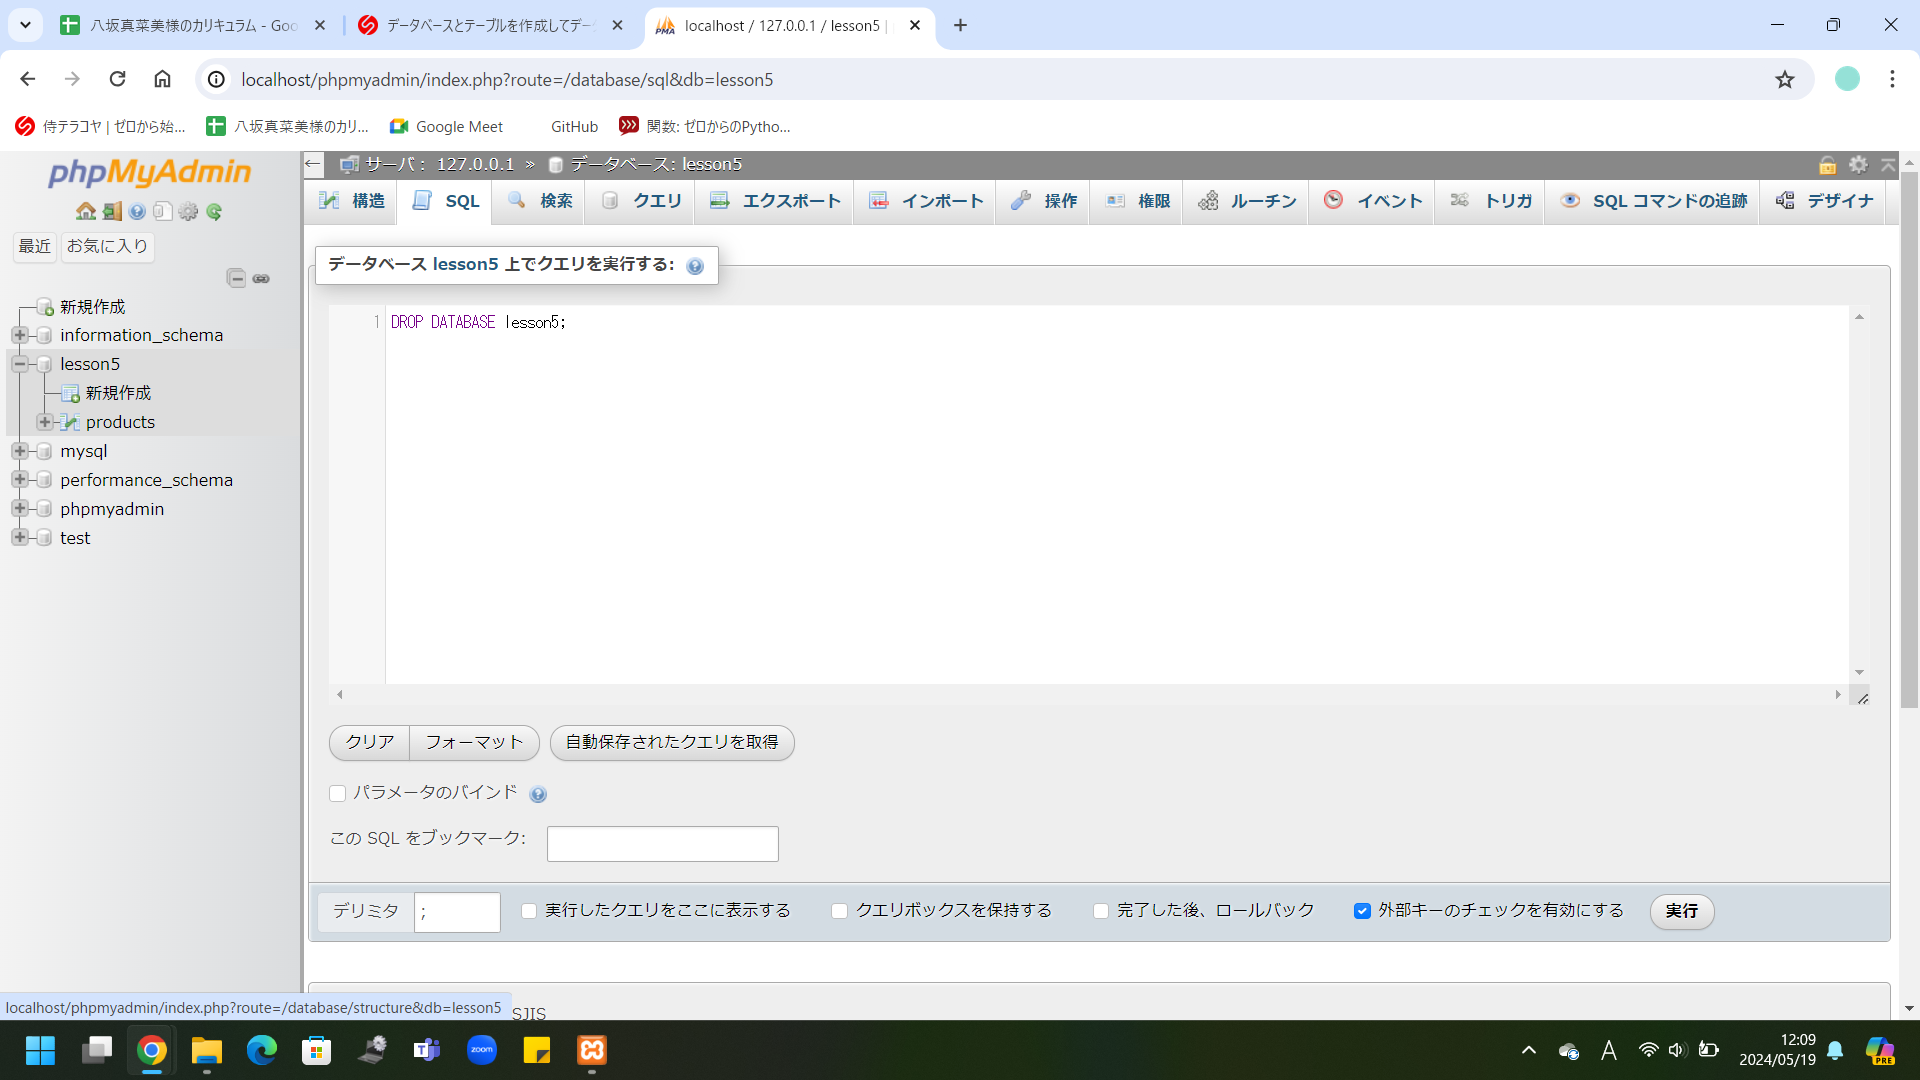 八坂真菜美様のカリキュラム - Goo
データベースとテーブルを作成してデー
localhost / 127.0.0.1 / lesson5 |
localhost/phpmyadmin/index.php?route=/database/sql&db=lesson5
侍テラコヤ | ゼロから始...
八坂真菜美様のカリ...
Google Meet
GitHub
関数: ゼロからのPytho...
phpMyAdmin
最近
お気に入り
新規作成
information_schema
lesson5
新規作成
products
mysql
performance_schema
phpmyadmin
test
サーバ： 127.0.0.1 » データベース: lesson5
構造
SQL
検索
クエリ
エクスポート
インポート
操作
権限
ルーチン
イベント
トリガ
SQL コマンドの追跡
デザイナ
データベース lesson5 上でクエリを実行する:
1 DROP DATABASE lesson5;
クリア
フォーマット
自動保存されたクエリを取得
パラメータのバインド
この SQL をブックマーク:
デリミタ ;
実行したクエリをここに表示する
クエリボックスを保持する
完了した後、ロールバック
外部キーのチェックを有効にする
実行
localhost/phpmyadmin/index.php?route=/database/structure&db=lesson5
SJIS
zoom
A
12:09
2024/05/19
PRE